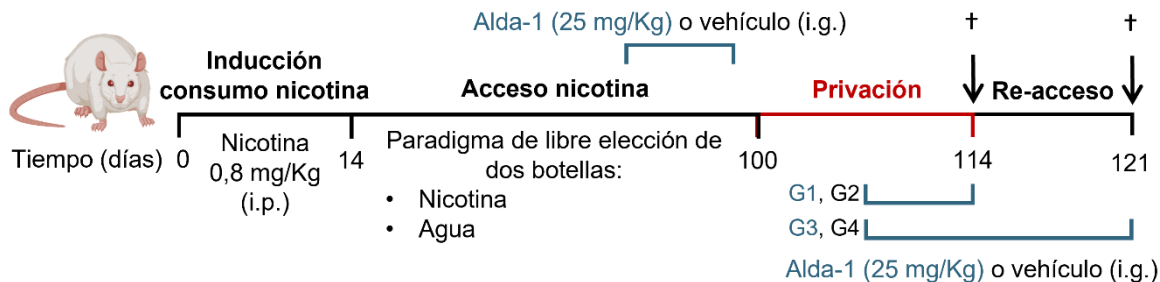 Alda-1 (25 mg/Kg) o vehículo (i.g.)
† †
Inducción
consumo nicotina
Acceso nicotina
Privación
Re-acceso
Tiempo (días) 0 14 100 114 121
Nicotina
0,8 mg/Kg
(i.p.)
Paradigma de libre elección de
dos botellas:
• Nicotina
• Agua
G1, G2
G3, G4
Alda-1 (25 mg/Kg) o vehículo (i.g.)